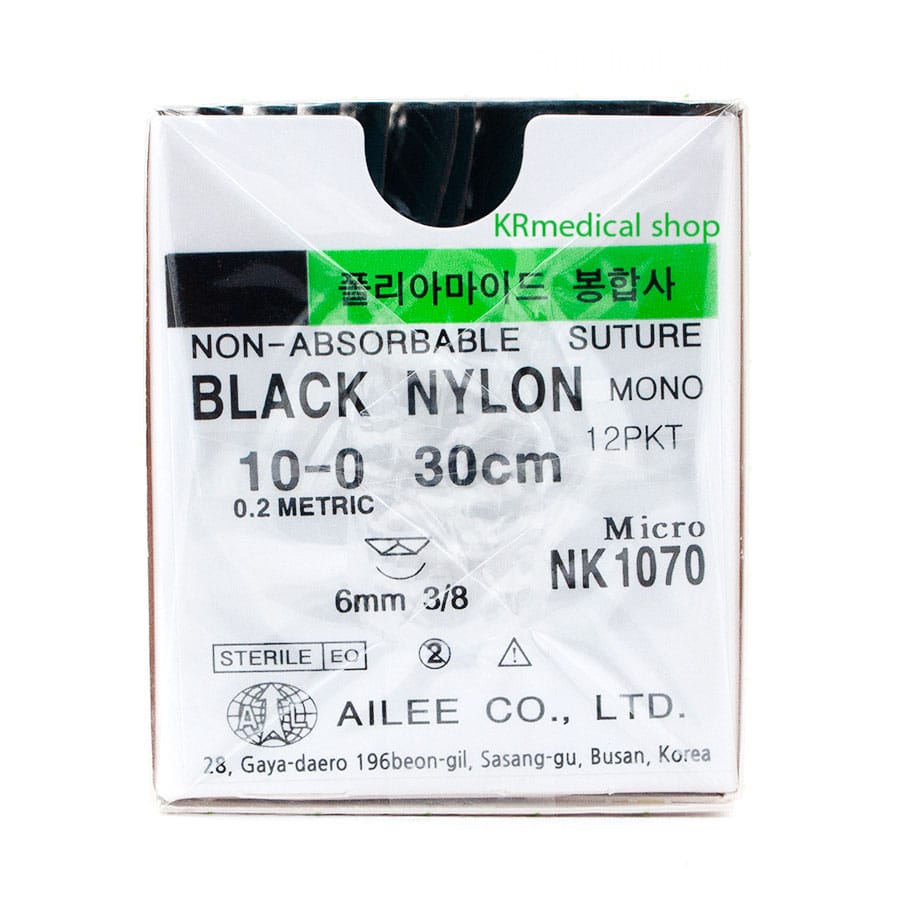 KRmedical shop
폴리아마이드 봉합사
NON-ABSORBABLE SUTURE
BLACK NYLON MONO
12PKT
10-0 30cm
0.2 METRIC
Micro
NK1070
6mm 3/8
STERILE EO
2
AILEE CO., LTD.
28, Gaya-daero 196beon-gil, Sasang-gu, Busan, Korea